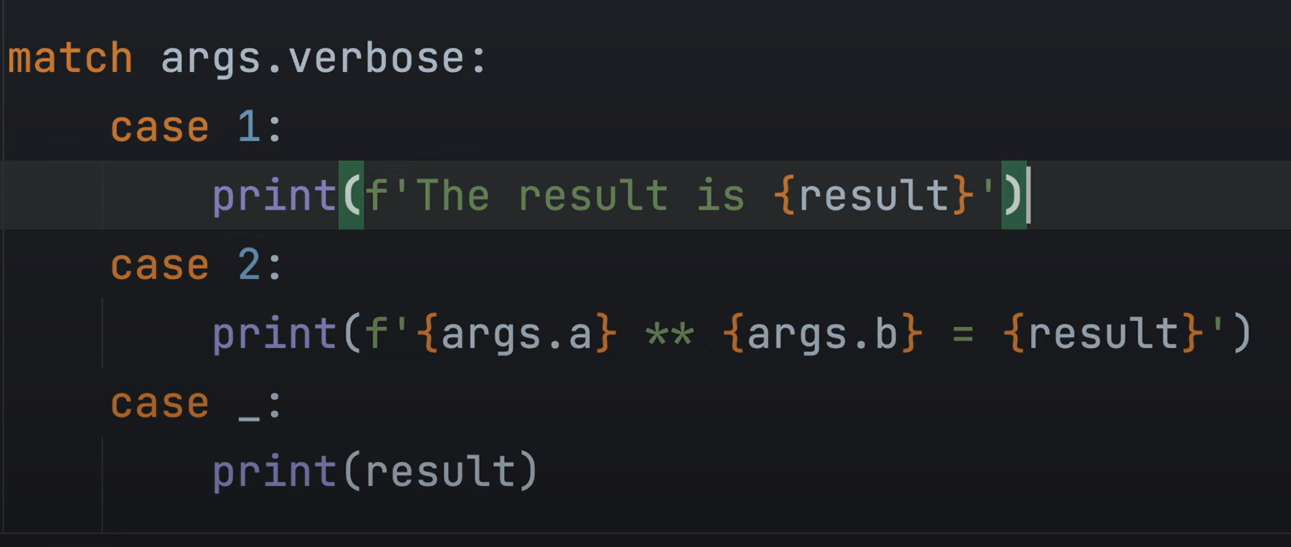 match args.verbose:
    case 1:
        print(f'The result is {result}')
    case 2:
        print(f'{args.a} ** {args.b} = {result}')
    case _:
        print(result)